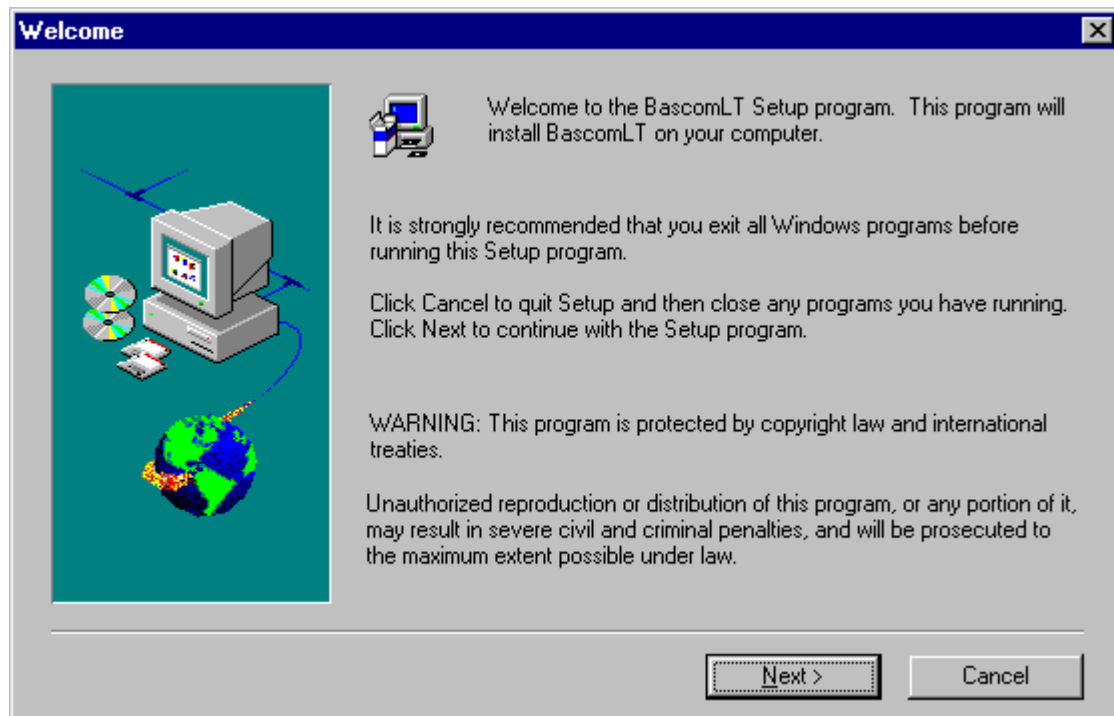 Welcome
Welcome to the BascomLT Setup program.  This program will
install BascomLT on your computer.
It is strongly recommended that you exit all Windows programs before
running this Setup program.
Click Cancel to quit Setup and then close any programs you have running.
Click Next to continue with the Setup program.
WARNING: This program is protected by copyright law and international
treaties.
Unauthorized reproduction or distribution of this program, or any portion of it,
may result in severe civil and criminal penalties, and will be prosecuted to
the maximum extent possible under law.
Next >
Cancel